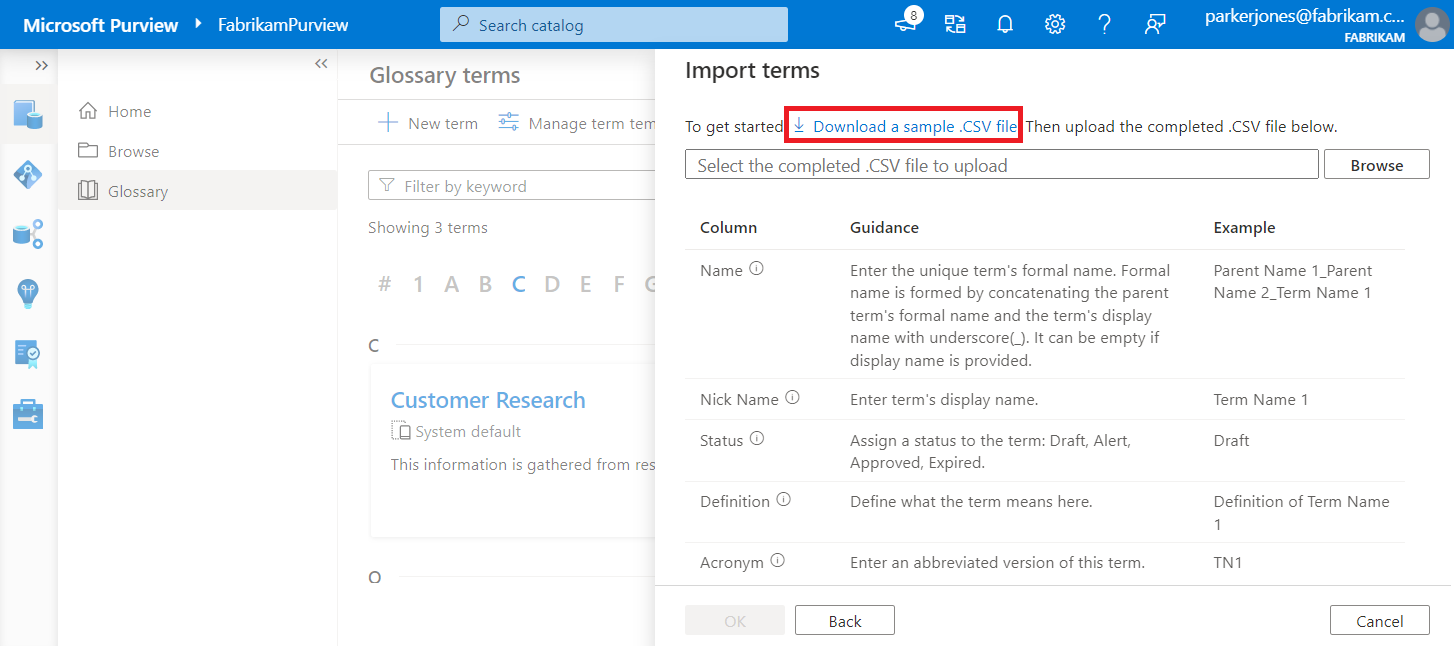 Microsoft Purview
FabrikamPurview
Search catalog
8
parkerjones@fabrikam.c...
FABRIKAM
Home
Browse
Glossary
Glossary terms
New term
Manage term tem
Filter by keyword
Showing 3 terms
# 1 A B C D E F G
C
Customer Research
System default
This information is gathered from res
O
Import terms
To get started Download a sample .CSV file Then upload the completed .CSV file below.
Select the completed .CSV file to upload
Browse
Column Guidance Example
Name Enter the unique term's formal name. Formal Parent Name 1_Parent
name is formed by concatenating the parent Name 2_Term Name 1
term's formal name and the term's display
name with underscore(_). It can be empty if
display name is provided.
Nick Name Enter term's display name. Term Name 1
Status Assign a status to the term: Draft, Alert, Draft
Approved, Expired.
Definition Define what the term means here. Definition of Term Name
1
Acronym Enter an abbreviated version of this term. TN1
OK
Back
Cancel